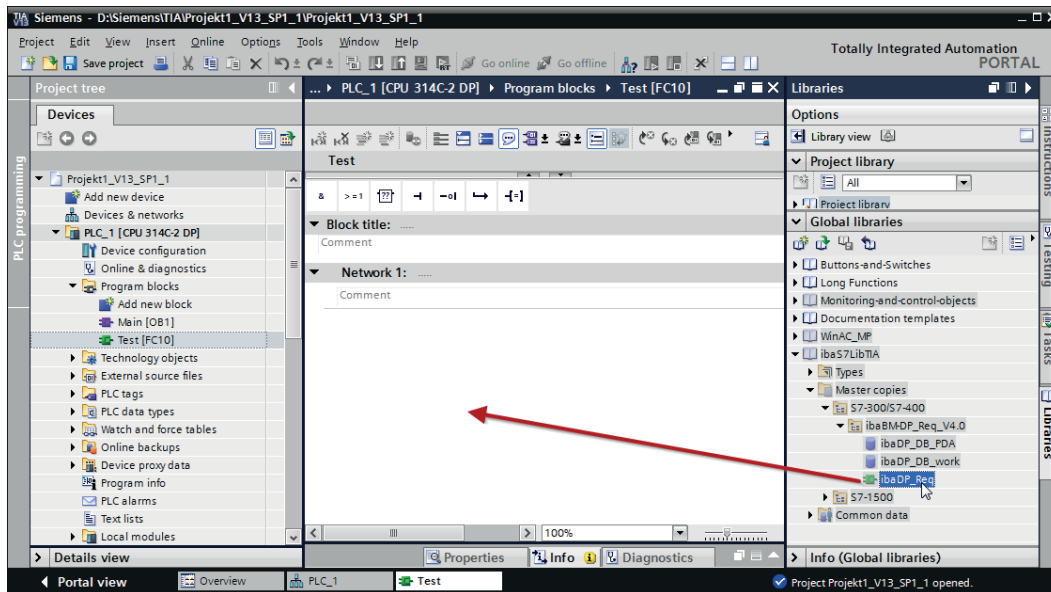 Siemens - D:\Siemens\TIA\Projekt1_V13_SP1_1\Projekt1_V13_SP1_1
Project Edit View Insert Online Options Tools Window Help
Totally Integrated Automation
PORTAL
Save project
Go online
Go offline
Project tree
Devices
PLC programming
Projekt1_V13_SP1_1
Add new device
Devices & networks
PLC_1 [CPU 314C-2 DP]
Device configuration
Online & diagnostics
Program blocks
Add new block
Main [OB1]
Test [FC10]
Technology objects
External source files
PLC tags
PLC data types
Watch and force tables
Online backups
Device proxy data
Program info
PLC alarms
Text lists
Local modules
Details view
... PLC_1 [CPU 314C-2 DP] Program blocks Test [FC10]
Test
& >=1 ?? -o| -[=]
Block title: .....
Comment
Network 1: .....
Comment
100%
Properties Info Diagnostics
Libraries
Options
Library view
Project library
All
Project library
Global libraries
Buttons-and-Switches
Long Functions
Monitoring-and-control-objects
Documentation templates
WinAC_MP
ibaS7LibTIA
Types
Master copies
S7-300/S7-400
ibaBM-DP_Req_V4.0
ibaDP_DB_PDA
ibaDP_DB_work
ibaDP_Req
S7-1500
Common data
Info (Global libraries)
Instructions
Testing
Tasks
Libraries
Portal view
Overview
PLC_1
Test
Project Projekt1_V13_SP1_1 opened.